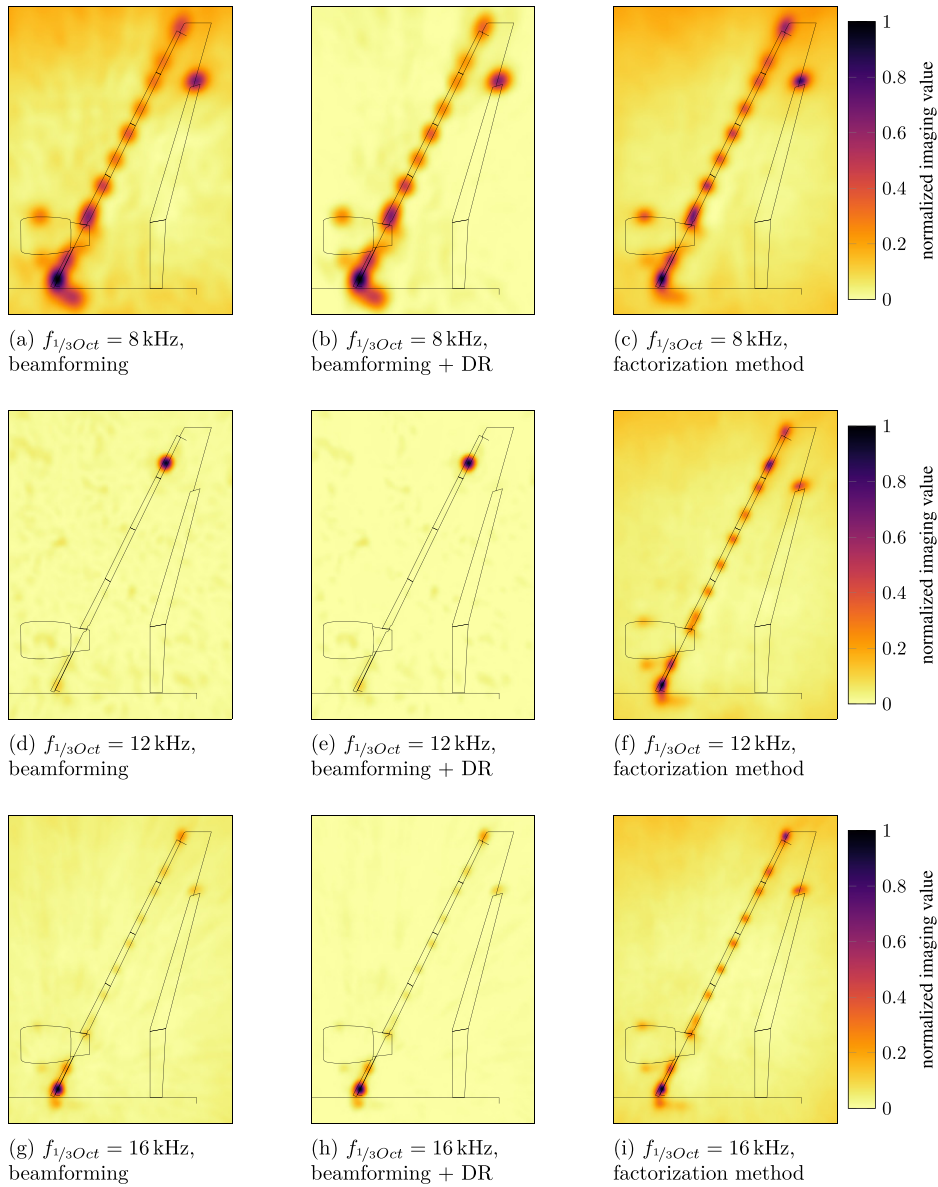 1
0.8
0.6
0.4
0.2
0
normalized imaging value
(a) f1/3Oct = 8 kHz,
beamforming
(b) f1/3Oct = 8 kHz,
beamforming + DR
(c) f1/3Oct = 8 kHz,
factorization method
1
0.8
0.6
0.4
0.2
0
normalized imaging value
(d) f1/3Oct = 12 kHz,
beamforming
(e) f1/3Oct = 12 kHz,
beamforming + DR
(f) f1/3Oct = 12 kHz,
factorization method
1
0.8
0.6
0.4
0.2
0
normalized imaging value
(g) f1/3Oct = 16 kHz,
beamforming
(h) f1/3Oct = 16 kHz,
beamforming + DR
(i) f1/3Oct = 16 kHz,
factorization method